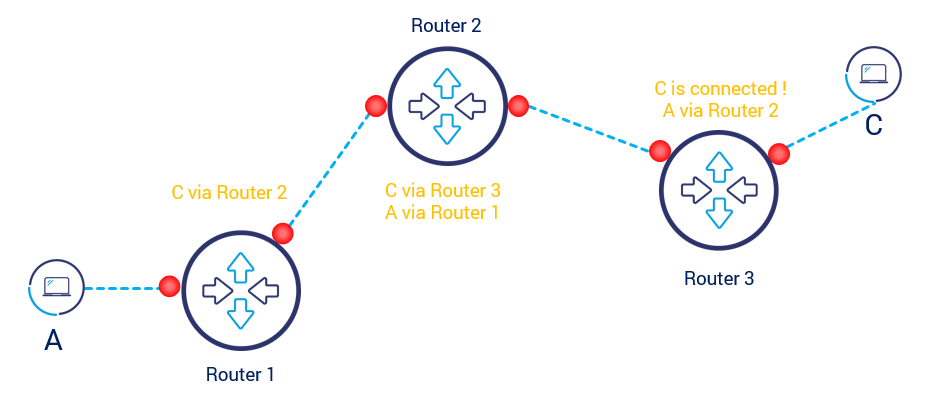 Router 2
C is connected !
A via Router 2
C
C via Router 2
C via Router 3
A via Router 1
Router 3
A
Router 1